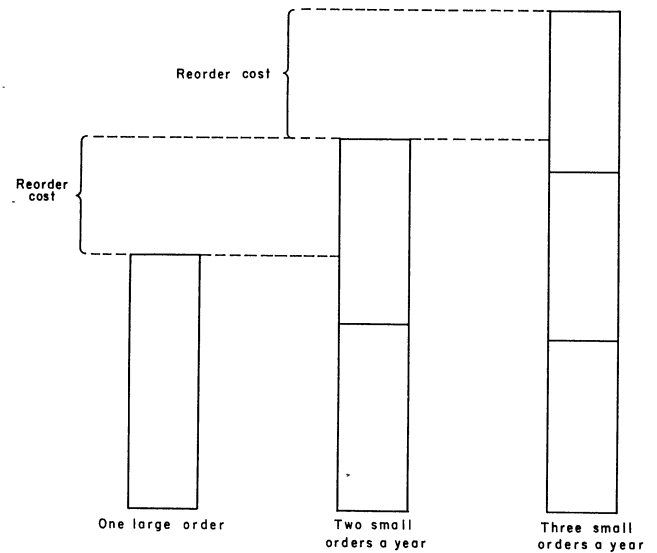 Reorder cost
Reorder
cost
One large order
Two small
orders a year
Three small
orders a year